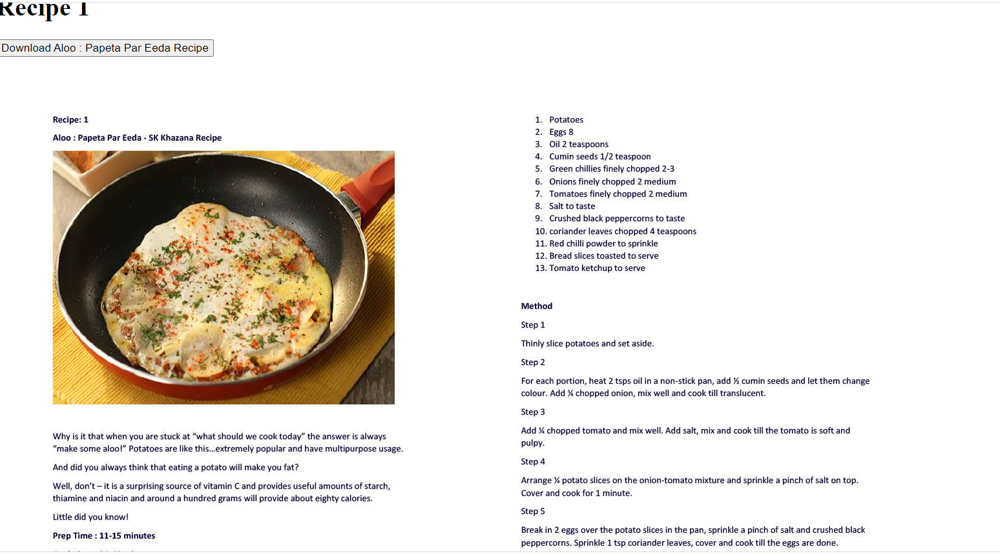 Recipe 1
Download Aloo : Papeta Par Eeda Recipe
Recipe: 1
Aloo : Papeta Par Eeda - SK Khazana Recipe
Why is it that when you are stuck at “what should we cook today” the answer is always
“make some aloo!” Potatoes are like this...extremely popular and have multipurpose usage.
And did you always think that eating a potato will make you fat?
Well, don’t – it is a surprising source of vitamin C and provides useful amounts of starch,
thiamine and niacin and around a hundred grams will provide about eighty calories.
Little did you know!
Prep Time : 11-15 minutes
1. Potatoes
2. Eggs 8
3. Oil 2 teaspoons
4. Cumin seeds 1/2 teaspoon
5. Green chillies finely chopped 2-3
6. Onions finely chopped 2 medium
7. Tomatoes finely chopped 2 medium
8. Salt to taste
9. Crushed black peppercorns to taste
10. coriander leaves chopped 4 teaspoons
11. Red chilli powder to sprinkle
12. Bread slices toasted to serve
13. Tomato ketchup to serve
Method
Step 1
Thinly slice potatoes and set aside.
Step 2
For each portion, heat 2 tsps oil in a non-stick pan, add ½ cumin seeds and let them change
colour. Add ¼ chopped onion, mix well and cook till translucent.
Step 3
Add ¼ chopped tomato and mix well. Add salt, mix and cook till the tomato is soft and
pulpy.
Step 4
Arrange ¼ potato slices on the onion-tomato mixture and sprinkle a pinch of salt on top.
Cover and cook for 1 minute.
Step 5
Break in 2 eggs over the potato slices in the pan, sprinkle a pinch of salt and crushed black
peppercorns. Sprinkle 1 tsp coriander leaves, cover and cook till the eggs are done.